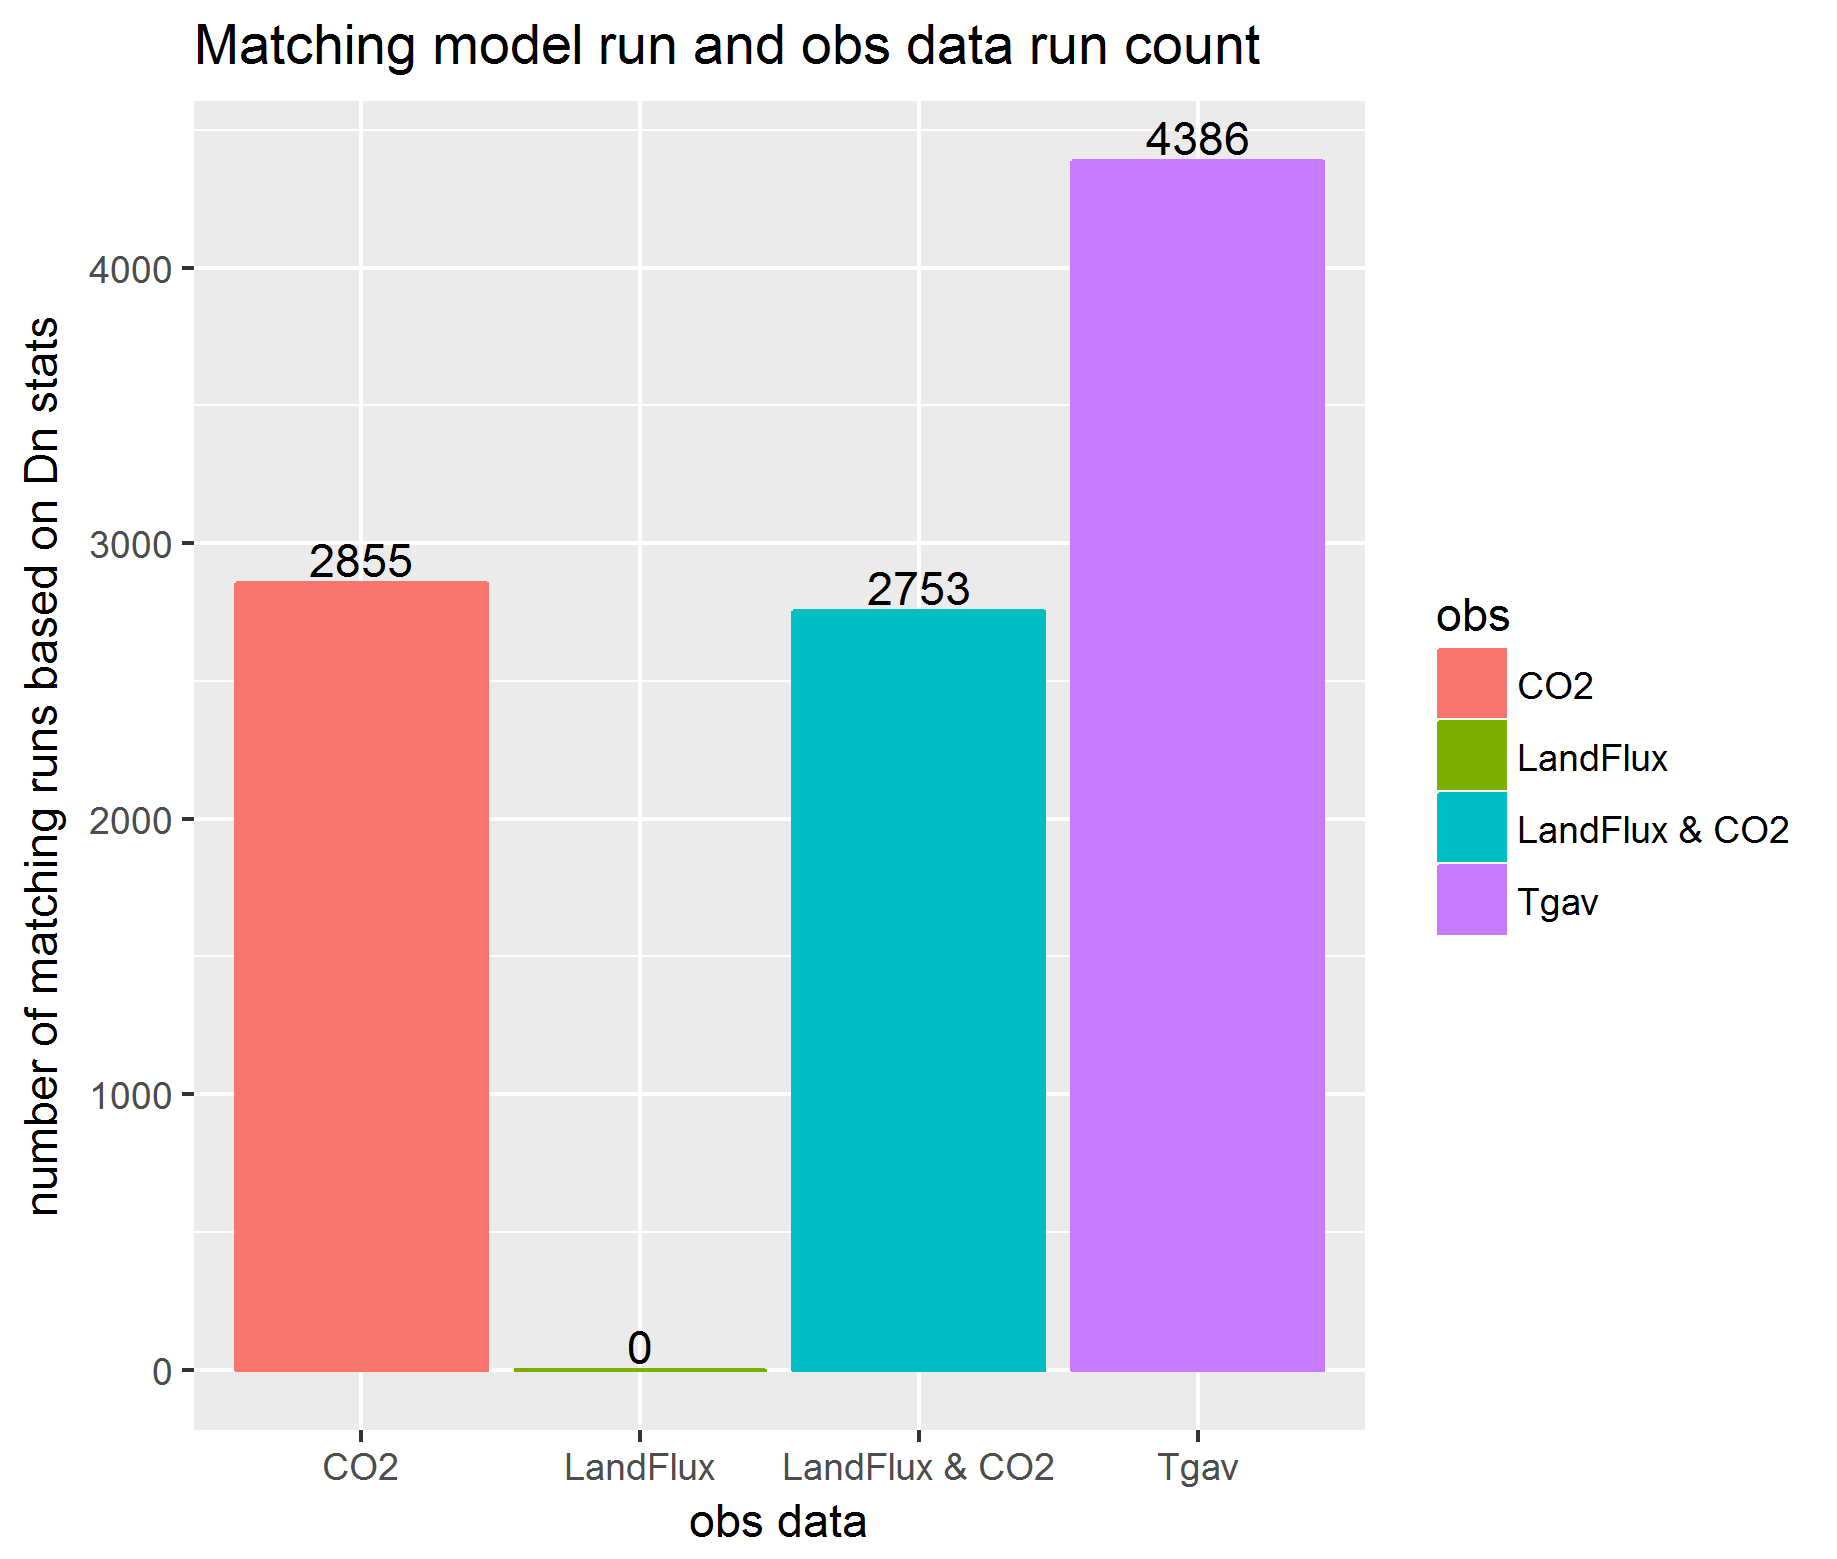 Matching model run and obs data run count
number of matching runs based on Dn stats
4000
3000
2000
1000
0
2855
0
2753
4386
CO2
LandFlux
LandFlux & CO2
Tgav
obs data
obs
CO2
LandFlux
LandFlux & CO2
Tgav